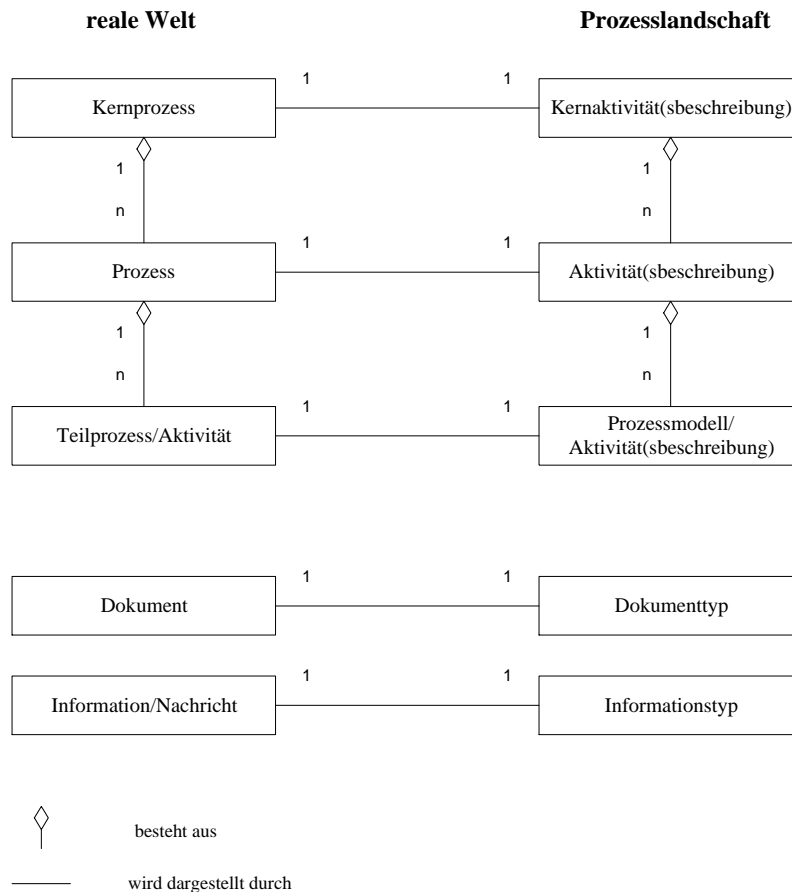 reale Welt
Prozesslandschaft
1 1
Kernprozess
Kernaktivität(sbeschreibung)
1 1
n n
1 1
Prozess
Aktivität(sbeschreibung)
1 1
n n
1 1
Teilprozess/Aktivität
Prozessmodell/
Aktivität(sbeschreibung)
1 1
Dokument
Dokumenttyp
1 1
Information/Nachricht
Informationstyp
besteht aus
wird dargestellt durch